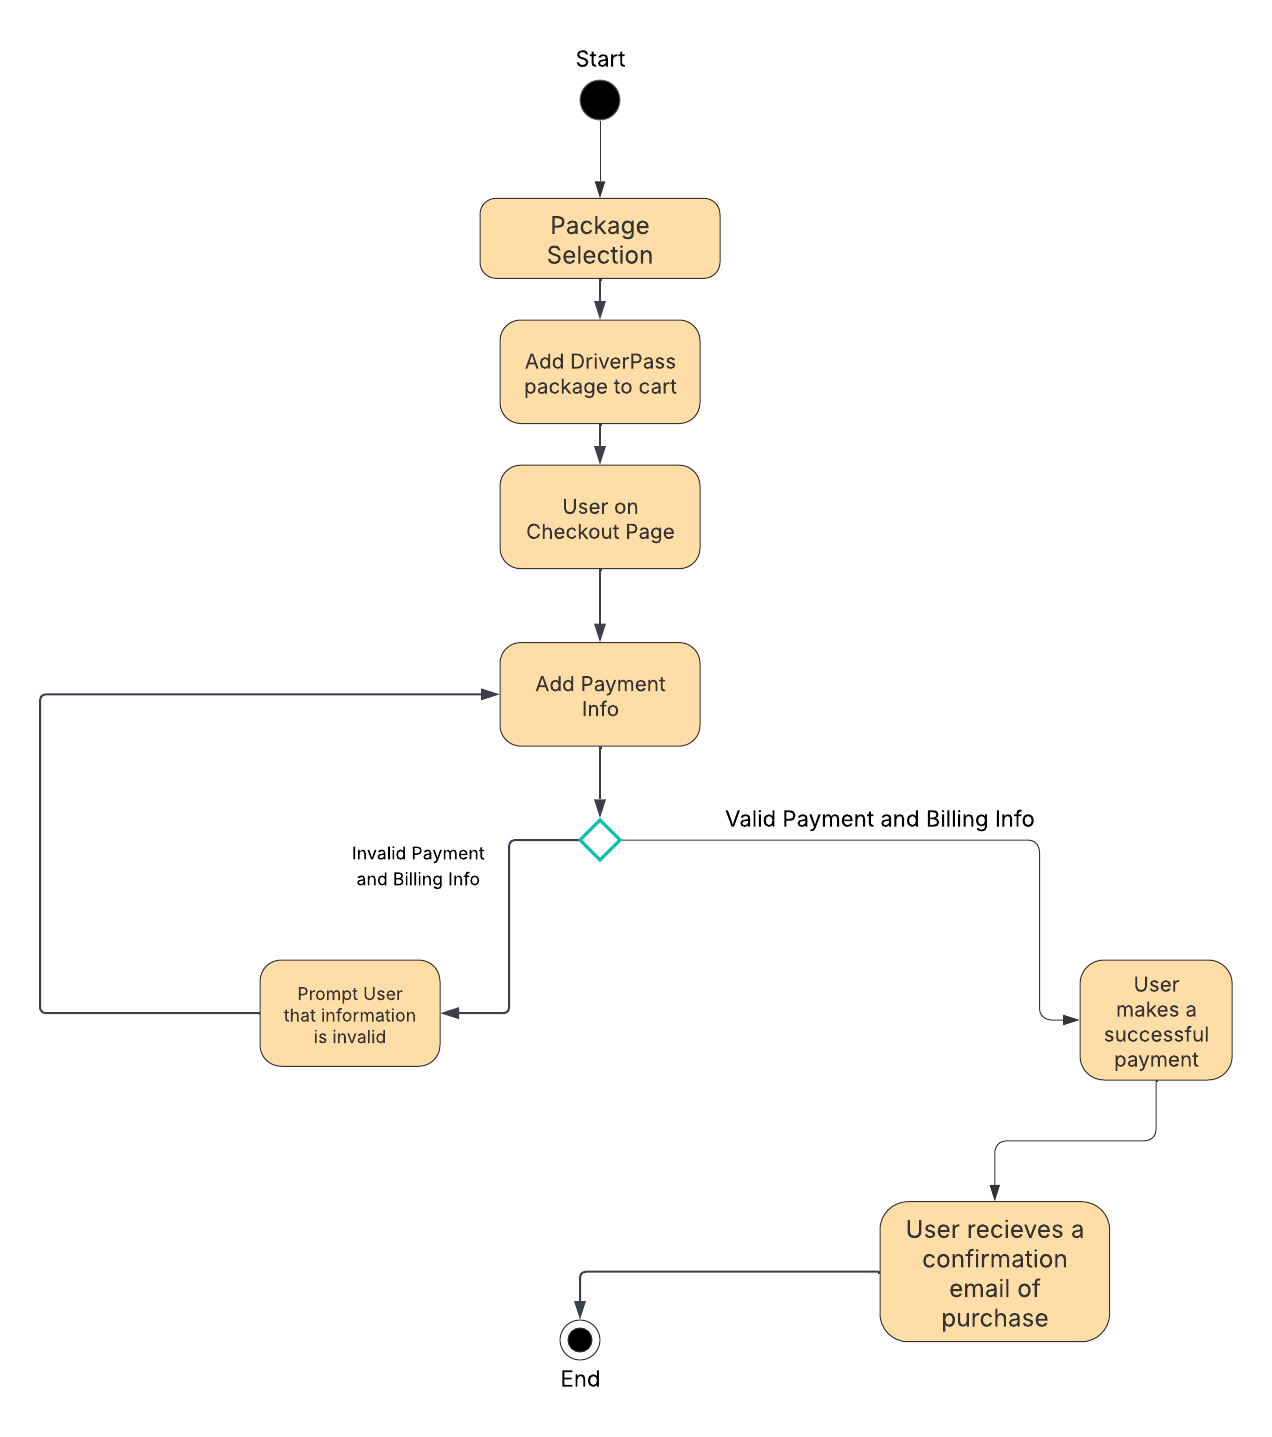 Start
Package
Selection
Add DriverPass
package to cart
User on
Checkout Page
Add Payment
Info
Valid Payment and Billing Info
Invalid Payment
and Billing Info
Prompt User
that information
is invalid
User
makes a
successful
payment
User recieves a
confirmation
email of
purchase
End